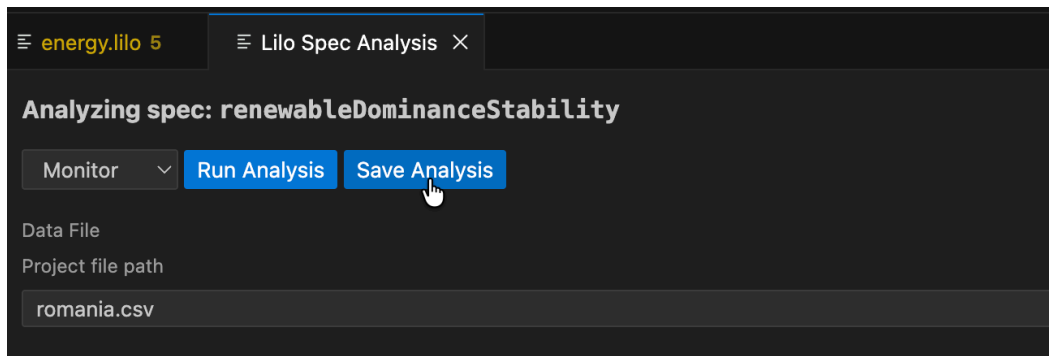 energy.lilo 5 Lilo Spec Analysis
Analyzing spec: renewableDominanceStability
Monitor Run Analysis Save Analysis
Data File
Project file path
romania.csv